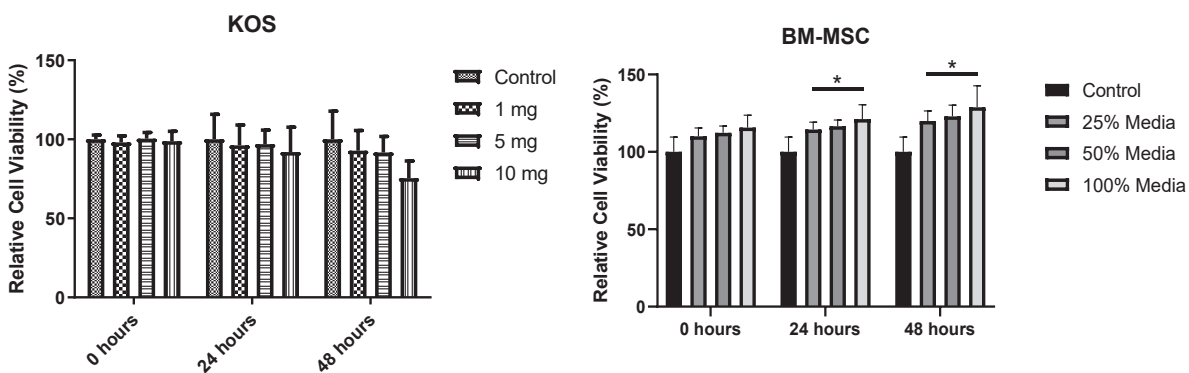 KOS
Relative Cell Viability (%)
150
100
50
0
0 hours
24 hours
48 hours
Control
1 mg
5 mg
10 mg
BM-MSC
Relative Cell Viability (%)
150
100
50
0
*
*
0 hours
24 hours
48 hours
Control
25% Media
50% Media
100% Media